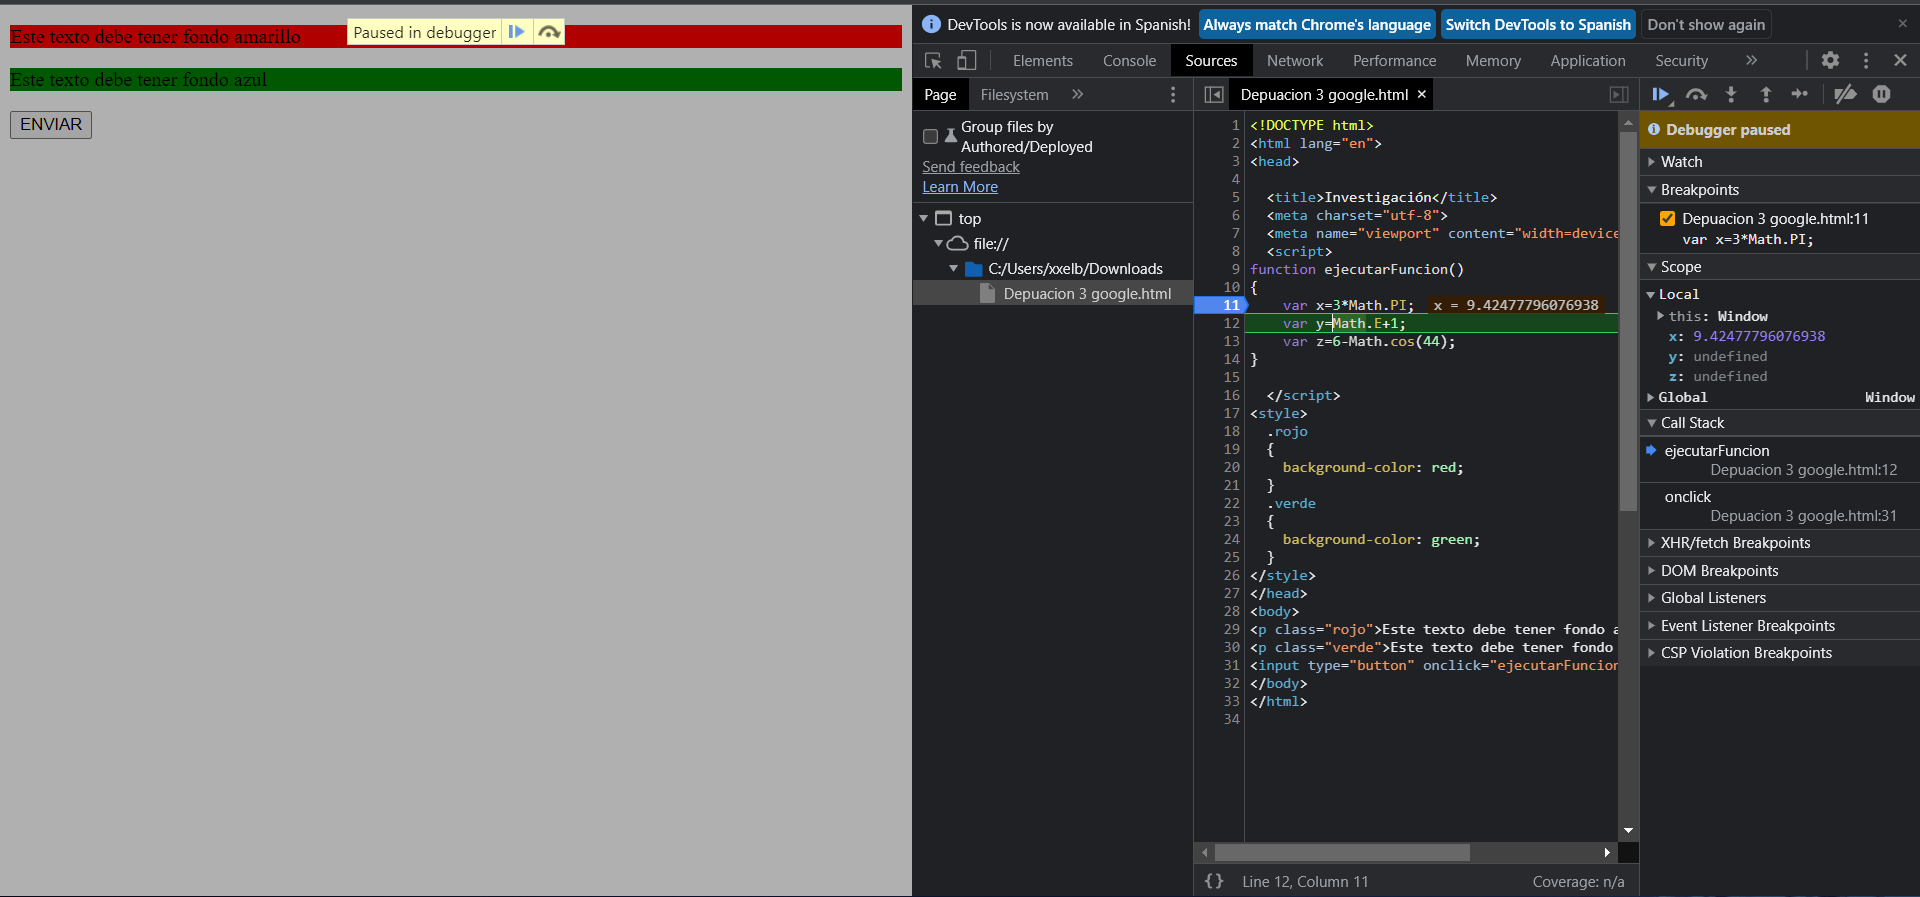 Este texto debe tener fondo amarillo
Paused in debugger
Este texto debe tener fondo azul
ENVIAR
DevTools is now available in Spanish!
Always match Chrome's language
Switch DevTools to Spanish
Don't show again
Elements
Console
Sources
Network
Performance
Memory
Application
Security
Page
Filesystem
Group files by
Authored/Deployed
Send feedback
Learn More
top
file://
C:/Users/xxelb/Downloads
Depuacion 3 google.html
Depuacion 3 google.html
1 <!DOCTYPE html>
2 <html lang="en">
3 <head>
4
5 <title>Investigación</title>
6 <meta charset="utf-8">
7 <meta name="viewport" content="width=device
8 <script>
9 function ejecutarFuncion()
10 {
11 var x=3*Math.PI; x = 9.42477796076938
12 var y=Math.E+1;
13 var z=6-Math.cos(44);
14 }
15
16 </script>
17 <style>
18 .rojo
19 {
20 background-color: red;
21 }
22 .verde
23 {
24 background-color: green;
25 }
26 </style>
27 </head>
28 <body>
29 <p class="rojo">Este texto debe tener fondo a
30 <p class="verde">Este texto debe tener fondo
31 <input type="button" onclick="ejecutarFuncion
32 </body>
33 </html>
34
{} Line 12, Column 11
Coverage: n/a
Debugger paused
Watch
Breakpoints
Depuacion 3 google.html:11
var x=3*Math.PI;
Scope
Local
this: Window
x: 9.42477796076938
y: undefined
z: undefined
Global Window
Call Stack
ejecutarFuncion
Depuacion 3 google.html:12
onclick
Depuacion 3 google.html:31
XHR/fetch Breakpoints
DOM Breakpoints
Global Listeners
Event Listener Breakpoints
CSP Violation Breakpoints